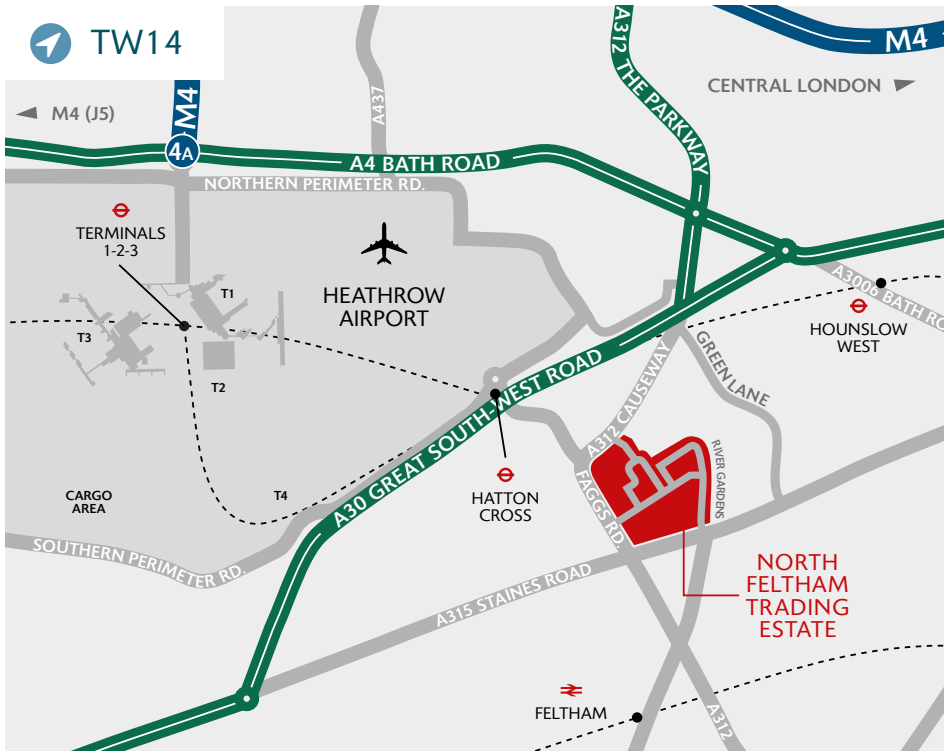 TW14
M4
M4
A312 THE PARKWAY
CENTRAL LONDON
M4 (J5)
A437
4A
A4 BATH ROAD
NORTHERN PERIMETER RD.
TERMINALS
1-2-3
T1
HEATHROW
AIRPORT
A3006 BATH RO
T3
HOUNSLOW
WEST
T2
GREEN LANE
A312 CAUSEWAY
A30 GREAT SOUTH-WEST ROAD
RIVER GARDENS
CARGO
AREA
T4
HATTON
CROSS
FAGGS RD.
SOUTHERN PERIMETER RD.
NORTH
FELTHAM
TRADING
ESTATE
A315 STAINES ROAD
FELTHAM
A312